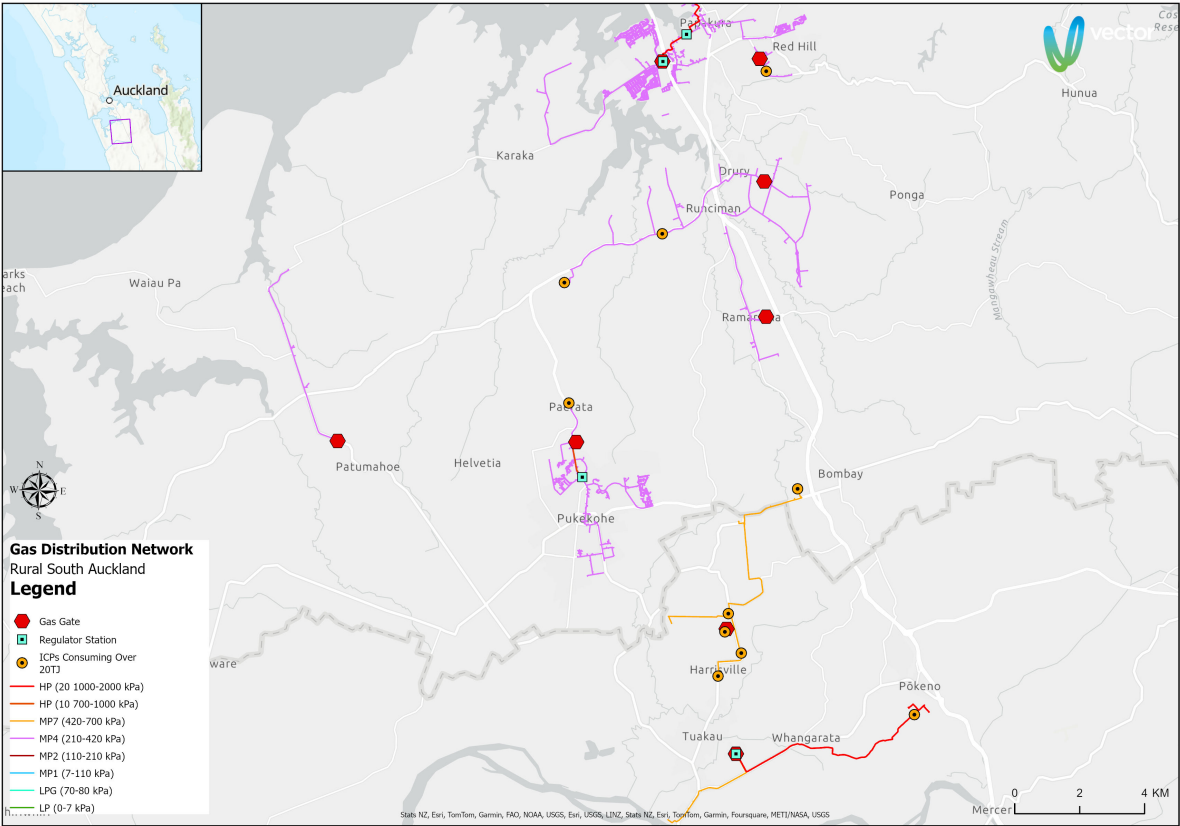 Auckland
Papakura
Red Hill
vector
Hunua
Karaka
Drury
Ponga
Runciman
Mangawheau Stream
Waiau Pa
Paerata
Patumahoe
Helvetia
Bombay
Pukekohe
N
W
E
S
Gas Distribution Network
Rural South Auckland
Legend
Gas Gate
Regulator Station
ICPs Consuming Over
20TJ
HP (20 1000-2000 kPa)
HP (10 700-1000 kPa)
MP7 (420-700 kPa)
MP4 (210-420 kPa)
MP2 (110-210 kPa)
MP1 (7-110 kPa)
LPG (70-80 kPa)
LP (0-7 kPa)
Harrisville
Pōkeno
Tuakau
Whangarata
Mercer
0
2
4 KM
Stats NZ, Esri, TomTom, Garmin, FAO, NOAA, USGS, Esri, USGS, LINZ, Stats NZ, Esri, TomTom, Garmin, Foursquare, METI/NASA, USGS